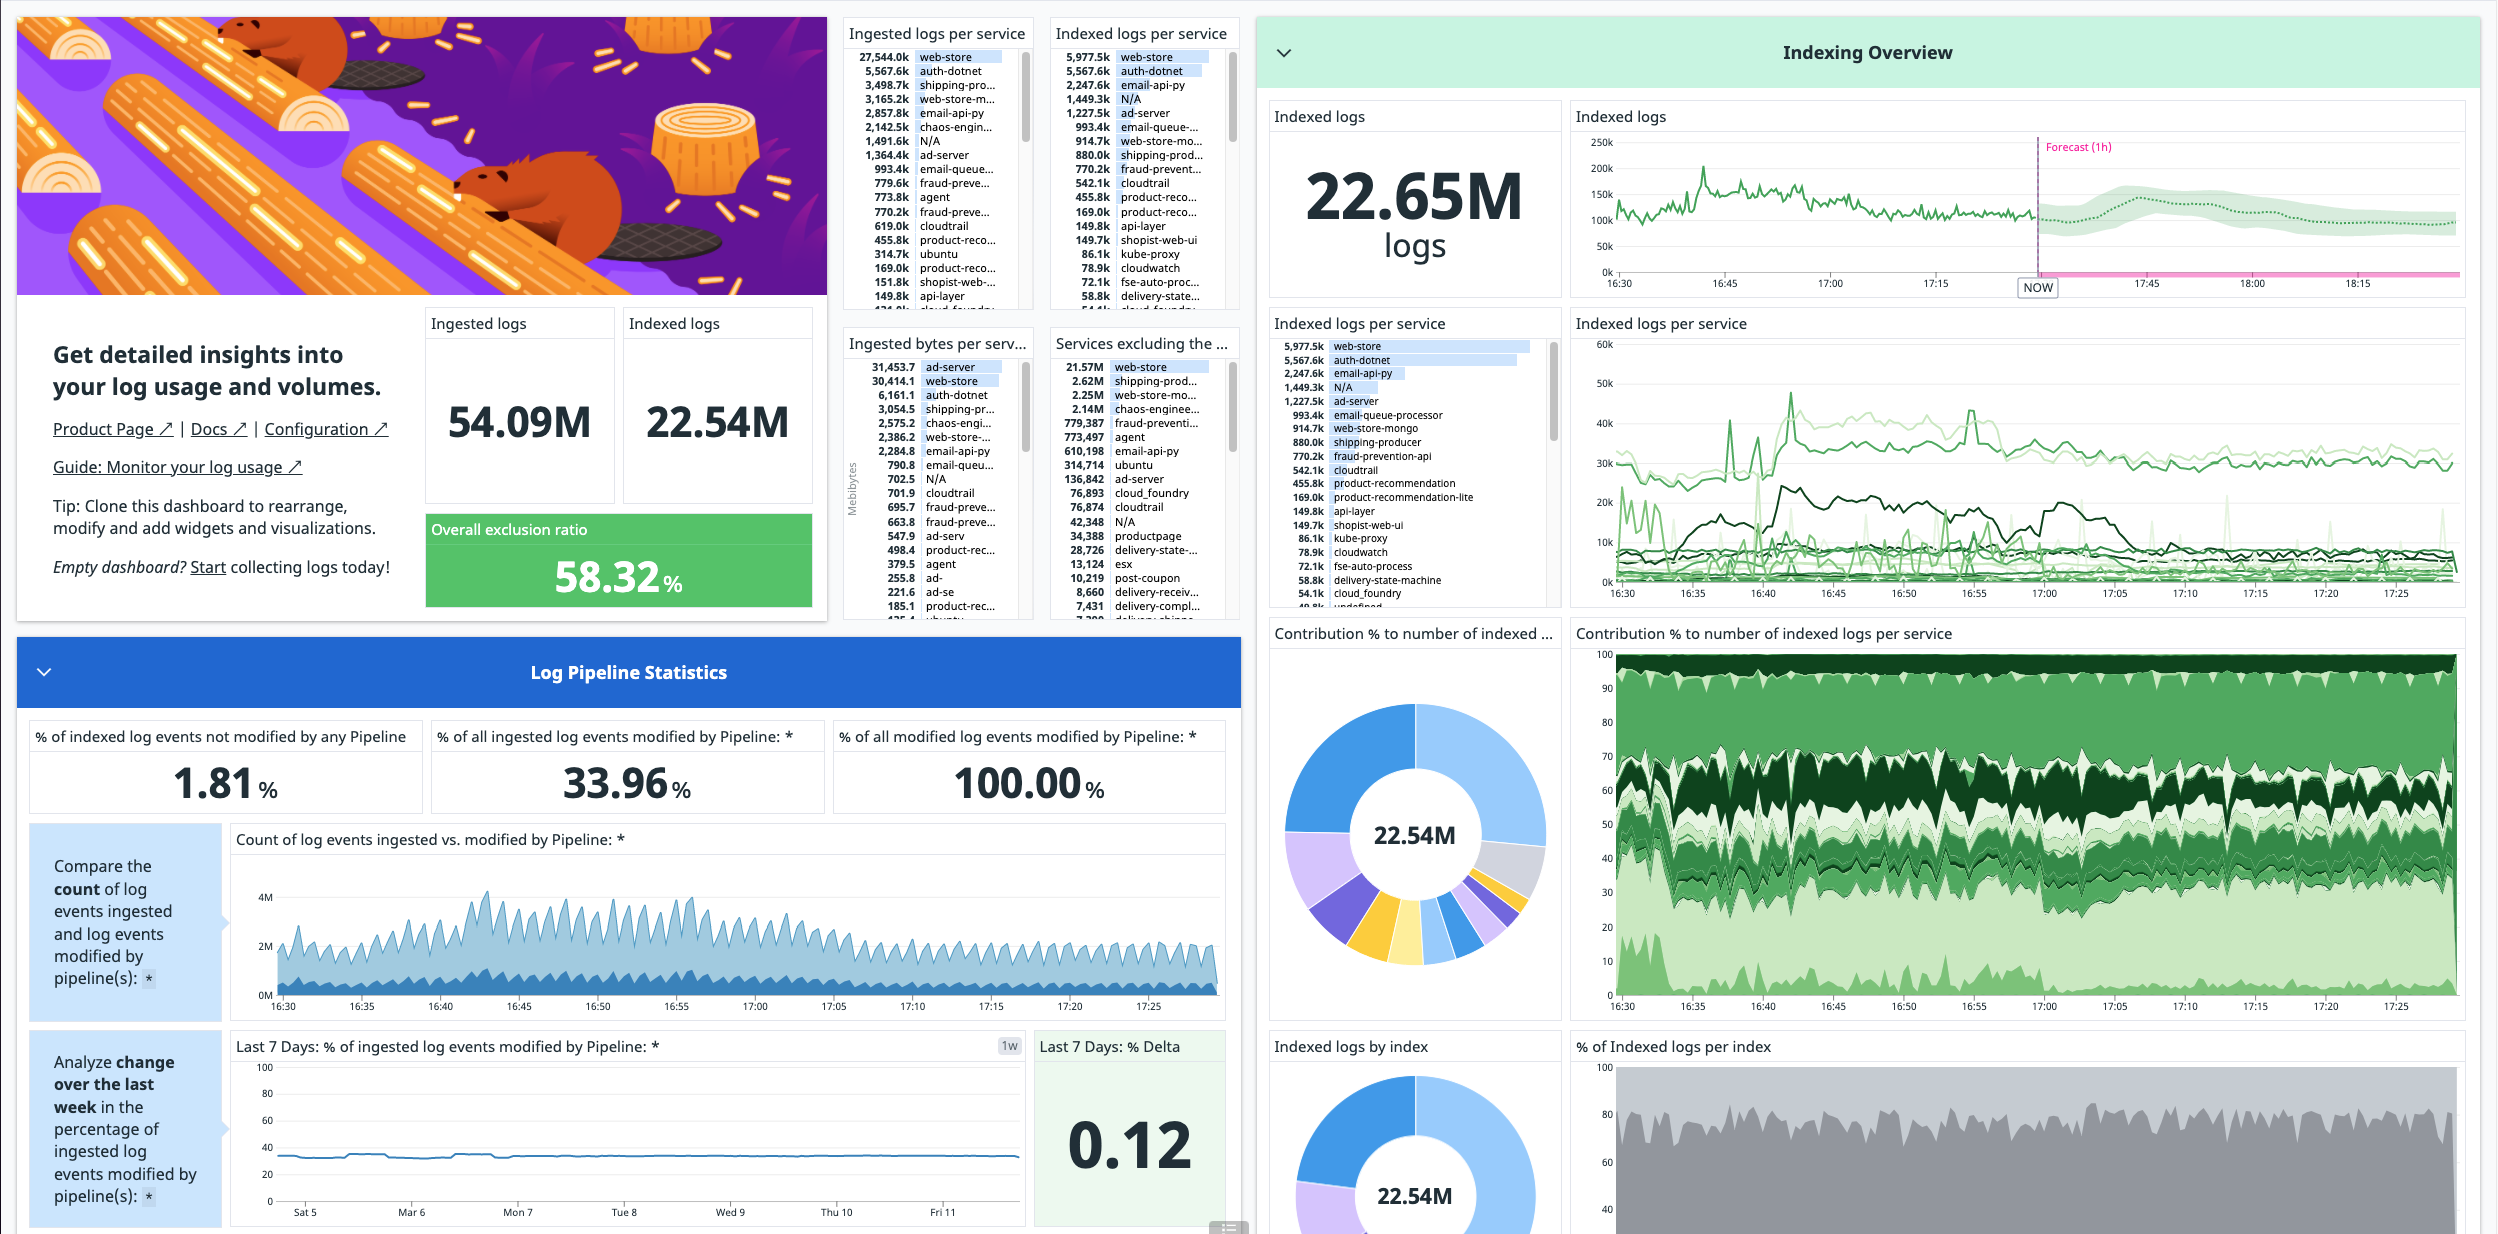 Get detailed insights into
your log usage and volumes.
Product Page ↗ | Docs ↗ | Configuration ↗
Guide: Monitor your log usage ↗
Tip: Clone this dashboard to rearrange,
modify and add widgets and visualizations.
Empty dashboard? Start collecting logs today!
Ingested logs
54.09M
Indexed logs
22.54M
Overall exclusion ratio
58.32%
Ingested logs per service
27,544.0k web-store
5,567.6k auth-dotnet
3,498.7k shipping-pro...
3,165.2k web-store-m...
2,857.8k email-api-py
2,142.5k chaos-engin...
1,491.6k N/A
1,364.4k ad-server
993.4k email-queue...
779.6k fraud-preve...
773.8k agent
770.2k fraud-preve...
619.0k cloudtrail
455.8k product-reco...
314.7k ubuntu
169.0k product-reco...
151.8k shopist-web-...
149.8k api-layer
Indexed logs per service
5,977.5k web-store
5,567.6k auth-dotnet
2,247.6k email-api-py
1,449.3k N/A
1,227.5k ad-server
993.4k email-queue-...
914.7k web-store-mo...
880.0k shipping-prod...
770.2k fraud-prevent...
542.1k cloudtrail
455.8k product-reco...
169.0k product-reco...
149.8k api-layer
149.7k shopist-web-ui
86.1k kube-proxy
78.9k cloudwatch
72.1k fse-auto-proc...
58.8k delivery-state...
Ingested bytes per serv...
Mebibytes
31,453.7 ad-server
30,414.1 web-store
6,161.1 auth-dotnet
3,054.5 shipping-pr...
2,575.2 chaos-engi...
2,386.2 web-store-...
2,284.8 email-api-py
790.8 email-queu...
702.5 N/A
701.9 cloudtrail
695.7 fraud-preve...
663.8 fraud-preve...
547.9 ad-serv
498.4 product-rec...
379.5 agent
255.8 ad-
221.6 ad-se
185.1 product-rec...
Services excluding the ...
21.57M web-store
2.62M shipping-prod...
2.25M web-store-mo...
2.14M chaos-enginee...
779,387 fraud-preventi...
773,497 agent
610,198 email-api-py
314,714 ubuntu
136,842 ad-server
76,893 cloud_foundry
76,874 cloudtrail
42,348 N/A
34,388 productpage
28,726 delivery-state-...
13,124 esx
10,219 post-coupon
8,660 delivery-receiv...
7,431 delivery-compl...
Log Pipeline Statistics
% of indexed log events not modified by any Pipeline
1.81%
% of all ingested log events modified by Pipeline: *
33.96%
% of all modified log events modified by Pipeline: *
100.00%
Compare the
count of log
events ingested
and log events
modified by
pipeline(s): *
Count of log events ingested vs. modified by Pipeline: *
4M
2M
0M
16:30 16:35 16:40 16:45 16:50 16:55 17:00 17:05 17:10 17:15 17:20 17:25
Analyze change
over the last
week in the
percentage of
ingested log
events modified by
pipeline(s): *
Last 7 Days: % of ingested log events modified by Pipeline: * 1w
100
80
60
40
20
0
Sat 5 Mar 6 Mon 7 Tue 8 Wed 9 Thu 10 Fri 11
Last 7 Days: % Delta
0.12
Indexing Overview
Indexed logs
22.65M
logs
Indexed logs
250k
200k
150k
100k
50k
0k
Forecast (1h)
16:30 16:45 17:00 17:15 NOW 17:45 18:00 18:15
Indexed logs per service
5,977.5k web-store
5,567.6k auth-dotnet
2,247.6k email-api-py
1,449.3k N/A
1,227.5k ad-server
993.4k email-queue-processor
914.7k web-store-mongo
880.0k shipping-producer
770.2k fraud-prevention-api
542.1k cloudtrail
455.8k product-recommendation
169.0k product-recommendation-lite
149.8k api-layer
149.7k shopist-web-ui
86.1k kube-proxy
78.9k cloudwatch
72.1k fse-auto-process
58.8k delivery-state-machine
54.1k cloud_foundry
Indexed logs per service
60k
50k
40k
30k
20k
10k
0k
16:30 16:35 16:40 16:45 16:50 16:55 17:00 17:05 17:10 17:15 17:20 17:25
Contribution % to number of indexed ...
22.54M
Contribution % to number of indexed logs per service
100
90
80
70
60
50
40
30
20
10
0
16:30 16:35 16:40 16:45 16:50 16:55 17:00 17:05 17:10 17:15 17:20 17:25
Indexed logs by index
22.54M
% of Indexed logs per index
100
80
60
40